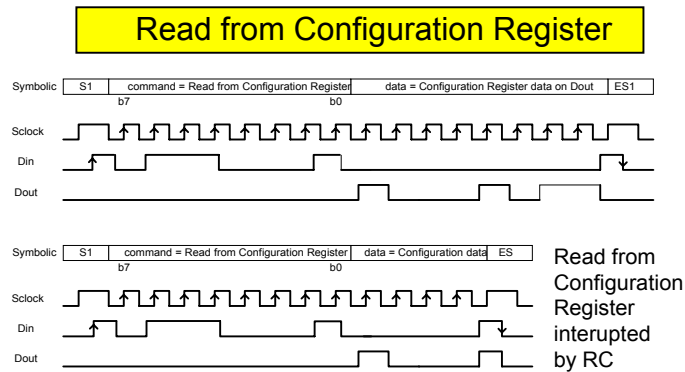 Read from Configuration Register
Symbolic S1 command = Read from Configuration Register data = Configuration Register data on Dout ES1
b7 b0
Sclock
Din
Dout
Symbolic S1 command = Read from Configuration Register data = Configuration data ES
b7 b0
Sclock
Din
Dout
Read from
Configuration
Register
interupted
by RC